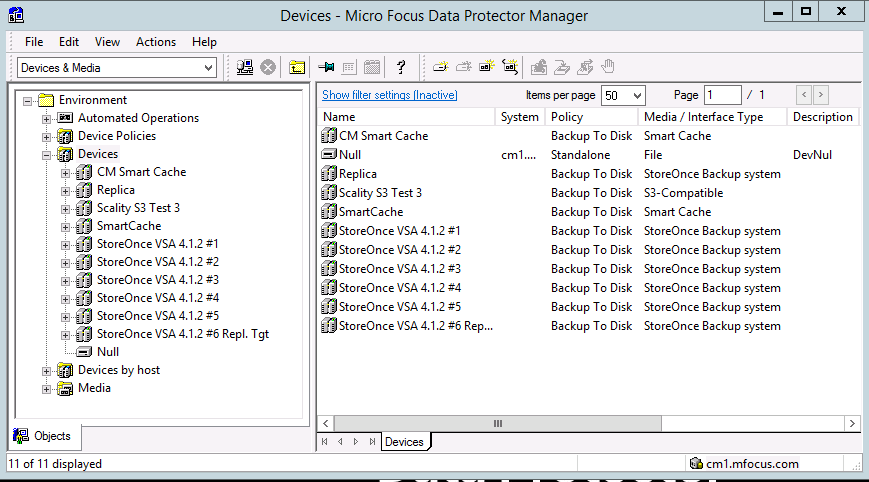 Devices - Micro Focus Data Protector Manager
File Edit View Actions Help
Devices & Media
Environment
Automated Operations
Device Policies
Devices
CM Smart Cache
Replica
Scality S3 Test 3
SmartCache
StoreOnce VSA 4.1.2 #1
StoreOnce VSA 4.1.2 #2
StoreOnce VSA 4.1.2 #3
StoreOnce VSA 4.1.2 #4
StoreOnce VSA 4.1.2 #5
StoreOnce VSA 4.1.2 #6 Repl. Tgt
Null
Devices by host
Media
Objects
Show filter settings (Inactive) Items per page 50 Page 1 / 1
Name System Policy Media / Interface Type Description
CM Smart Cache Backup To Disk Smart Cache
Null cm1.... Standalone File DevNul
Replica Backup To Disk StoreOnce Backup system
Scality S3 Test 3 Backup To Disk S3-Compatible
SmartCache Backup To Disk Smart Cache
StoreOnce VSA 4.1.2 #1 Backup To Disk StoreOnce Backup system
StoreOnce VSA 4.1.2 #2 Backup To Disk StoreOnce Backup system
StoreOnce VSA 4.1.2 #3 Backup To Disk StoreOnce Backup system
StoreOnce VSA 4.1.2 #4 Backup To Disk StoreOnce Backup system
StoreOnce VSA 4.1.2 #5 Backup To Disk StoreOnce Backup system
StoreOnce VSA 4.1.2 #6 Rep... Backup To Disk StoreOnce Backup system
Devices
11 of 11 displayed cm1.mfocus.com